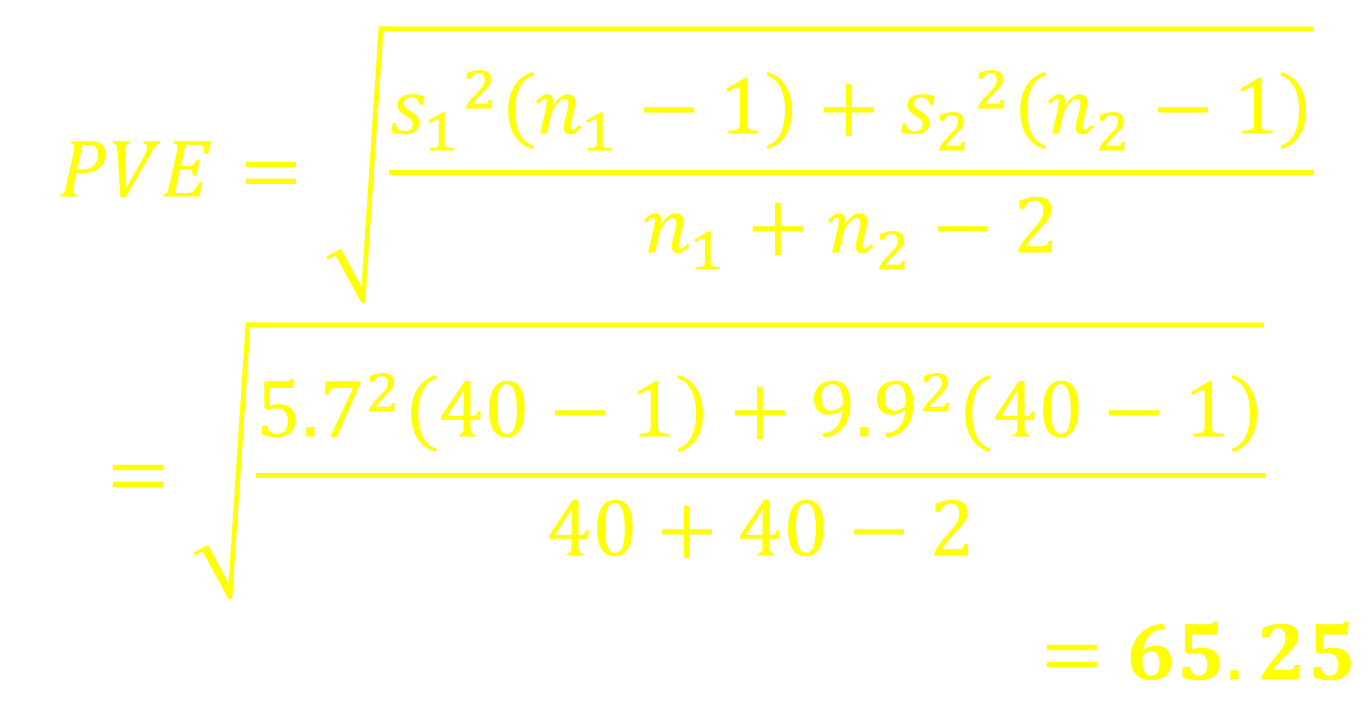 PVE = √((s₁²(n₁ − 1) + s₂²(n₂ − 1)) / (n₁ + n₂ − 2))
= √((5.7²(40 − 1) + 9.9²(40 − 1)) / (40 + 40 − 2))
= 65.25